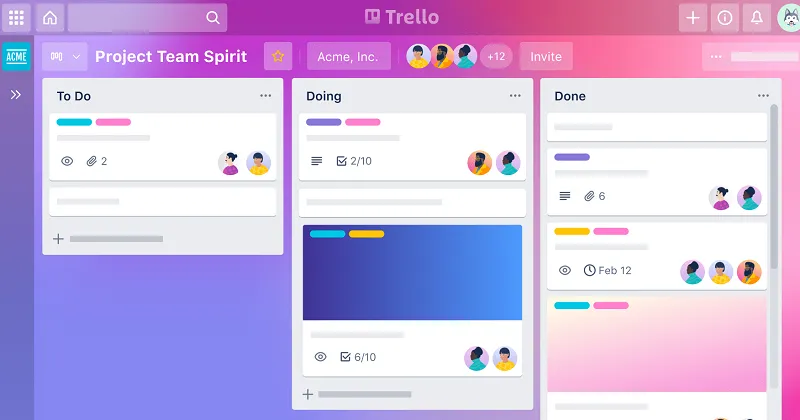 Trello
ACME
Project Team Spirit
Acme, Inc.
+12
Invite
To Do
2
Doing
2/10
6/10
Done
6
Feb 12